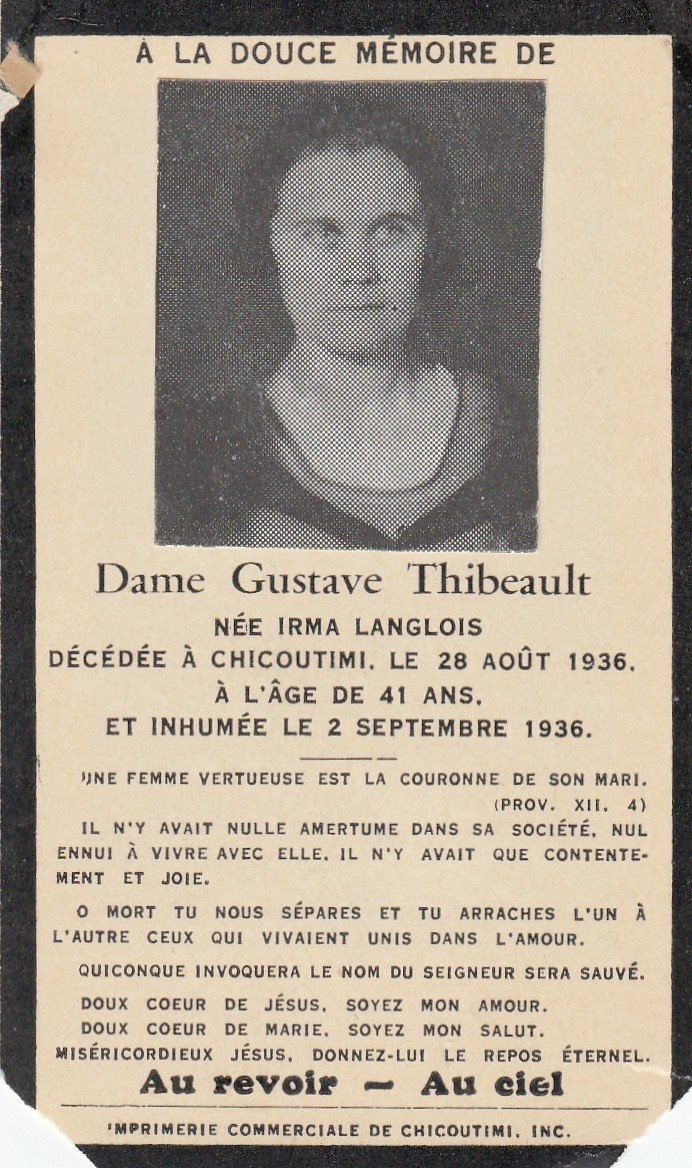 À LA DOUCE MÉMOIRE DE
Dame Gustave Thibeault
NÉE IRMA LANGLOIS
DÉCÉDÉE À CHICOUTIMI, LE 28 AOÛT 1936,
À L'ÂGE DE 41 ANS,
ET INHUMÉE LE 2 SEPTEMBRE 1936.
UNE FEMME VERTUEUSE EST LA COURONNE DE SON MARI.
(PROV. XII, 4)
IL N'Y AVAIT NULLE AMERTUME DANS SA SOCIÉTÉ, NUL
ENNUI À VIVRE AVEC ELLE, IL N'Y AVAIT QUE CONTENTE-
MENT ET JOIE.
O MORT TU NOUS SÉPARES ET TU ARRACHES L'UN À
L'AUTRE CEUX QUI VIVAIENT UNIS DANS L'AMOUR.
QUICONQUE INVOQUERA LE NOM DU SEIGNEUR SERA SAUVÉ.
DOUX COEUR DE JÉSUS, SOYEZ MON AMOUR.
DOUX COEUR DE MARIE, SOYEZ MON SALUT.
MISÉRICORDIEUX JÉSUS, DONNEZ-LUI LE REPOS ÉTERNEL.
Au revoir — Au ciel
IMPRIMERIE COMMERCIALE DE CHICOUTIMI, INC.